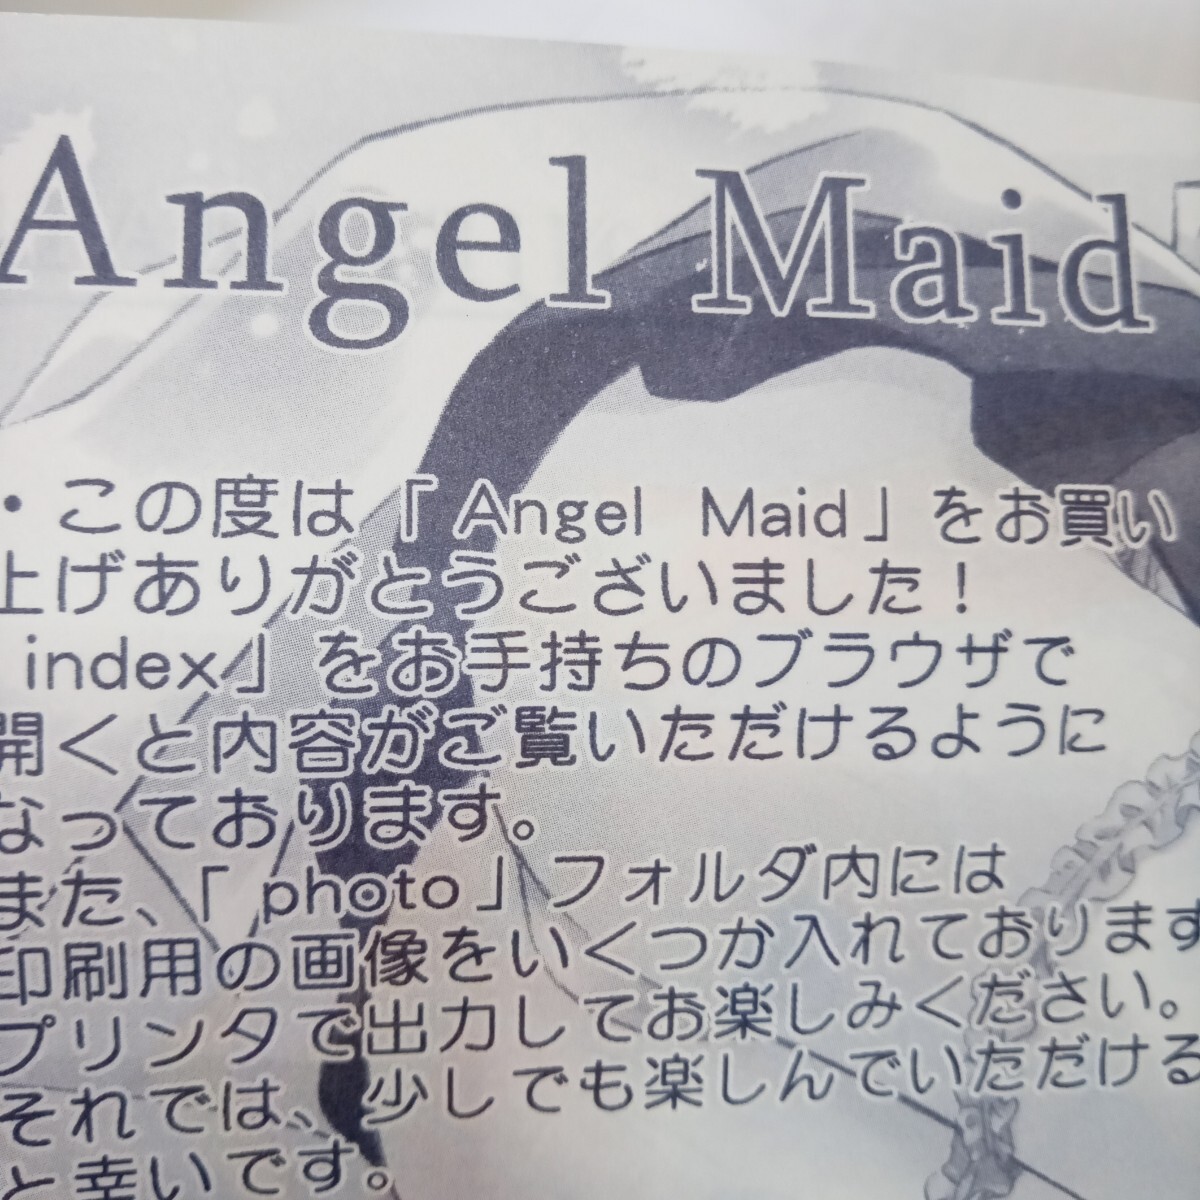 Angel Maid
・この度は「Angel Maid」をお買い
上げありがとうございました！
index」をお手持ちのブラウザで
開くと内容がご覧いただけるように
なっております。
また、「photo」フォルダ内には
印刷用の画像をいくつか入れております
プリンタで出力してお楽しみください。
それでは、少しでも楽しんでいただける
と幸いです。